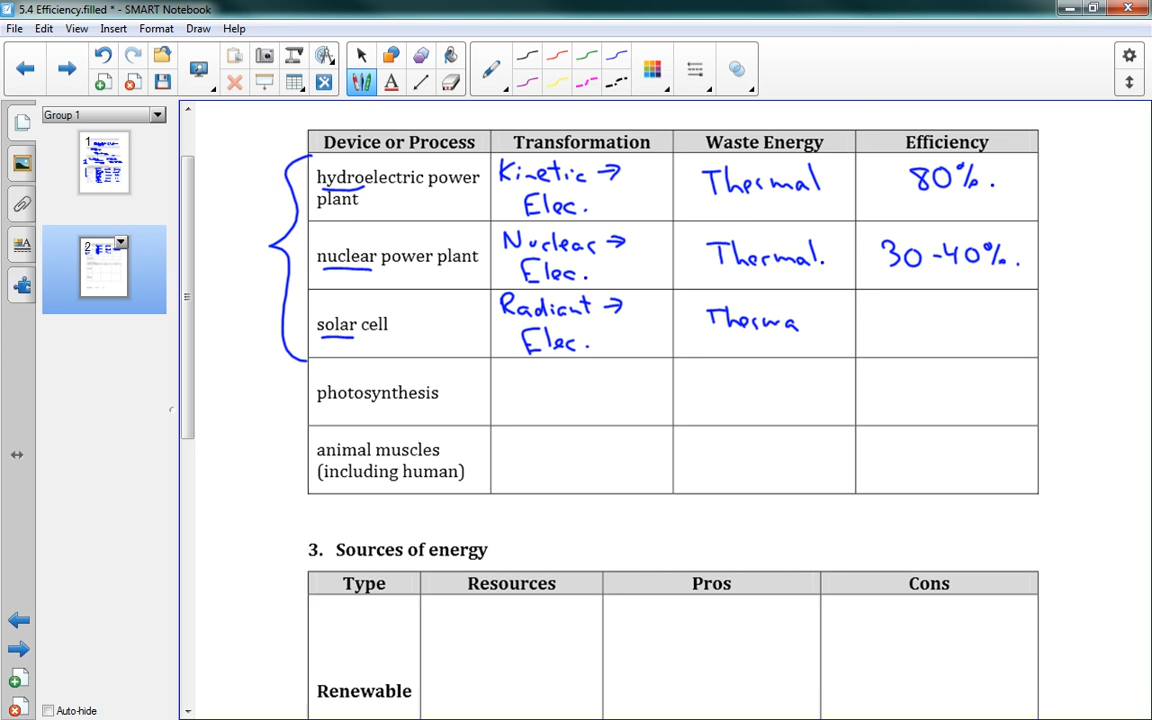 5.4 Efficiency.filled * - SMART Notebook
File Edit View Insert Format Draw Help
Group 1
1
2
Auto-hide
Device or Process Transformation Waste Energy Efficiency
hydroelectric power plant Kinetic → Elec. Thermal 80%.
nuclear power plant Nuclear → Elec. Thermal. 30-40%.
solar cell Radiant → Elec. Therma
photosynthesis
animal muscles (including human)
3. Sources of energy
Type Resources Pros Cons
Renewable